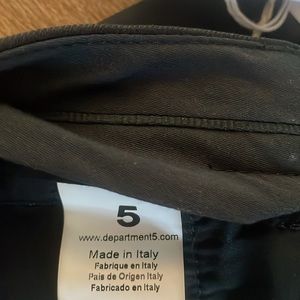 5
www.department5.com
Made in Italy
Fabrique en Italy
Pais de Origen Italy
Fabricado en Italy